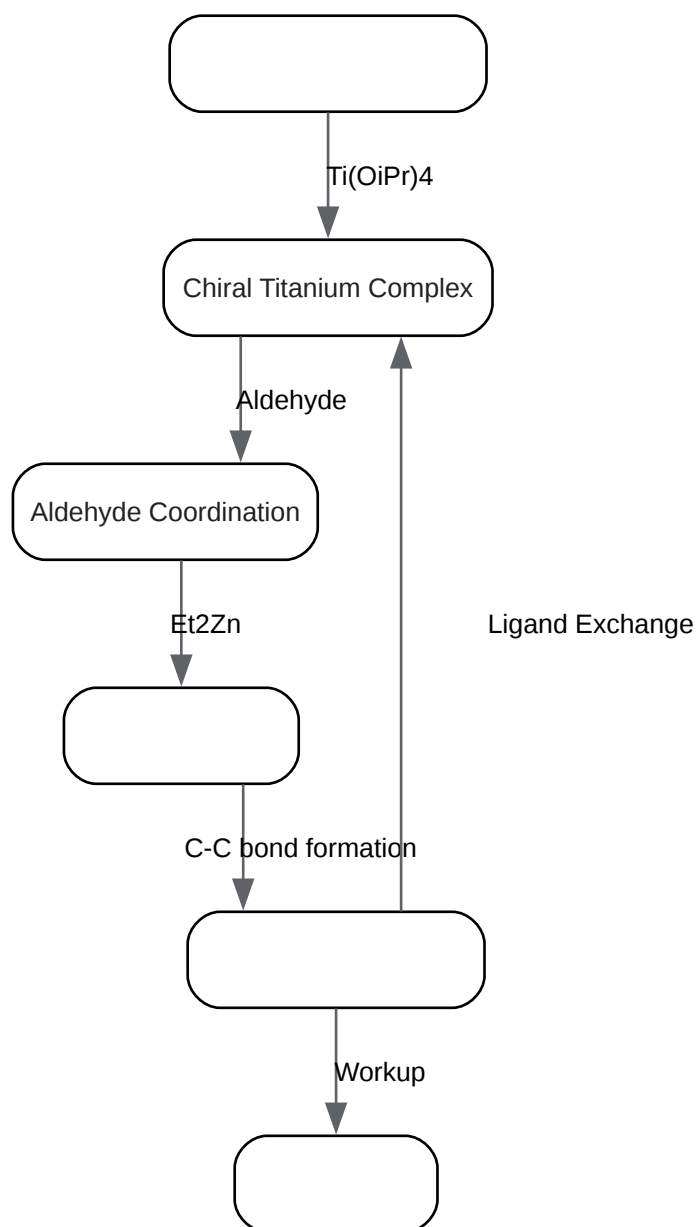 Ti(OiPr)4
Chiral Titanium Complex
Aldehyde
Aldehyde Coordination
Et2Zn
Ligand Exchange
C-C bond formation
Workup